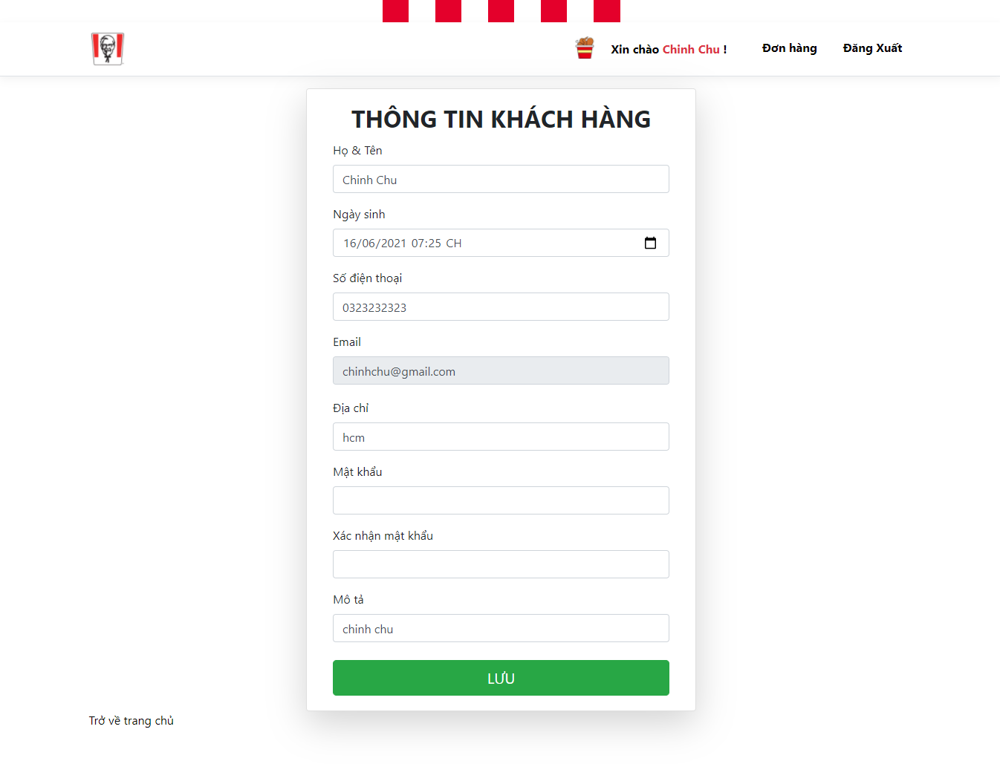 Xin chào Chinh Chu !
Đơn hàng
Đăng Xuất
THÔNG TIN KHÁCH HÀNG
Họ & Tên
Chinh Chu
Ngày sinh
16/06/2021 07:25 CH
Số điện thoại
0323232323
Email
chinhchu@gmail.com
Địa chỉ
hcm
Mật khẩu
Xác nhận mật khẩu
Mô tả
chinh chu
LƯU
Trở về trang chủ